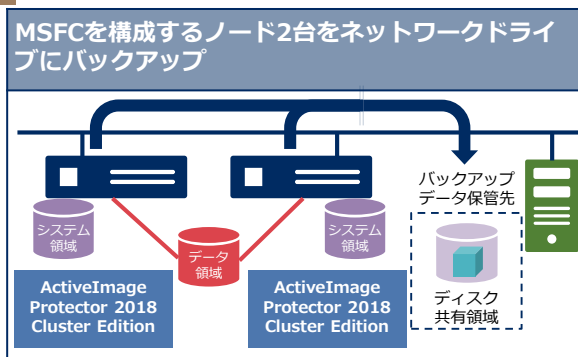 MSFCを構成するノード2台をネットワークドライ
ブにバックアップ
バックアップ
データ保管先
システム
領域
データ
領域
システム
領域
ディスク
共有領域
ActiveImage
Protector 2018
Cluster Edition
ActiveImage
Protector 2018
Cluster Edition